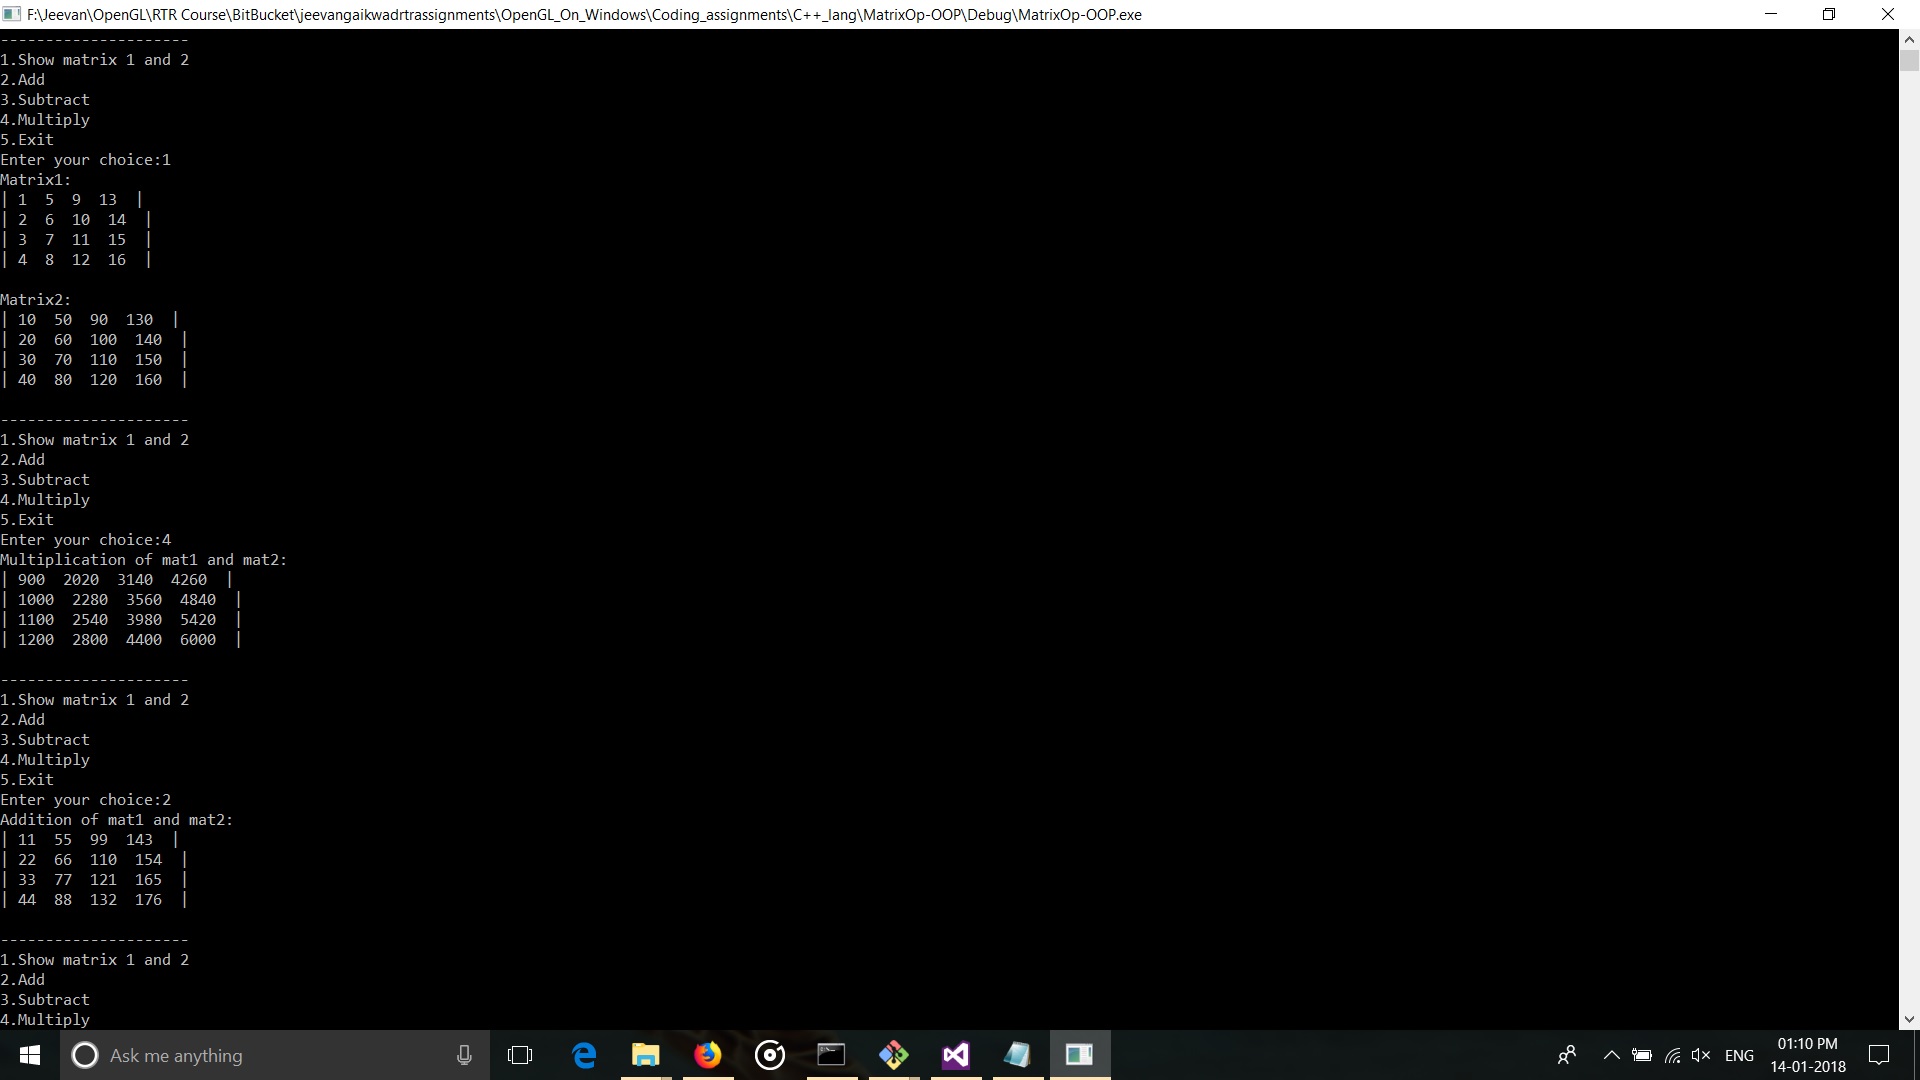 F:\Jeevan\OpenGL\RTR Course\BitBucket\jeevangaikwadrtrassignments\OpenGL_On_Windows\Coding_assignments\C++_lang\MatrixOp-OOP\Debug\MatrixOp-OOP.exe
---------------------
1.Show matrix 1 and 2
2.Add
3.Subtract
4.Multiply
5.Exit
Enter your choice:1
Matrix1:
| 1  5  9  13  |
| 2  6  10  14  |
| 3  7  11  15  |
| 4  8  12  16  |
Matrix2:
| 10  50  90  130  |
| 20  60  100  140  |
| 30  70  110  150  |
| 40  80  120  160  |
---------------------
1.Show matrix 1 and 2
2.Add
3.Subtract
4.Multiply
5.Exit
Enter your choice:4
Multiplication of mat1 and mat2:
| 900  2020  3140  4260  |
| 1000  2280  3560  4840  |
| 1100  2540  3980  5420  |
| 1200  2800  4400  6000  |
---------------------
1.Show matrix 1 and 2
2.Add
3.Subtract
4.Multiply
5.Exit
Enter your choice:2
Addition of mat1 and mat2:
| 11  55  99  143  |
| 22  66  110  154  |
| 33  77  121  165  |
| 44  88  132  176  |
---------------------
1.Show matrix 1 and 2
2.Add
3.Subtract
4.Multiply
Ask me anything
ENG
01:10 PM
14-01-2018